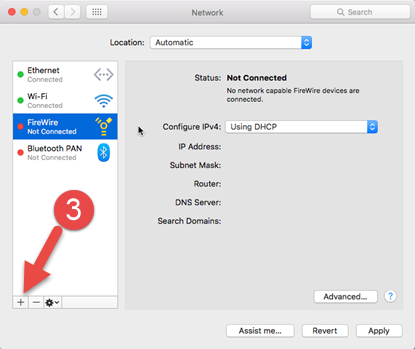 Network
Search
Location: Automatic
Ethernet
Connected
Wi-Fi
Connected
FireWire
Not Connected
Bluetooth PAN
Not Connected
Status: Not Connected
No network capable FireWire devices are
connected.
Configure IPv4: Using DHCP
IP Address:
Subnet Mask:
Router:
DNS Server:
Search Domains:
3
Advanced... ?
Assist me... Revert Apply